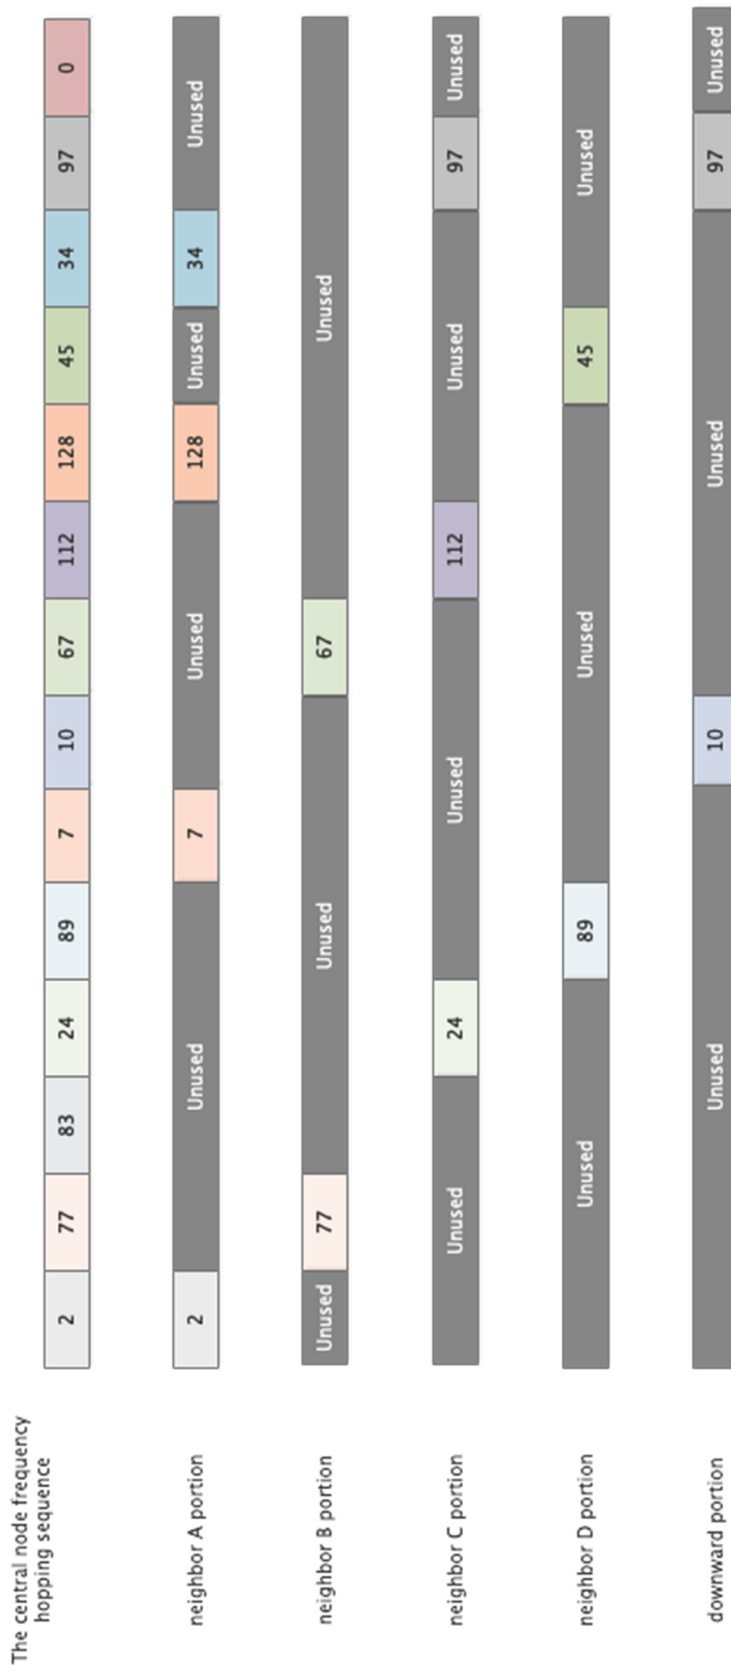 The central node frequency
hopping sequence
2 77 83 24 89 7 10 67 112 128 45 34 97 0
neighbor A portion
2 Unused 7 Unused 128 Unused 34 Unused
neighbor B portion
Unused 77 Unused 67 Unused
neighbor C portion
Unused 24 Unused 112 Unused 97 Unused
neighbor D portion
Unused 89 Unused 45 Unused
downward portion
Unused 10 Unused 97 Unused